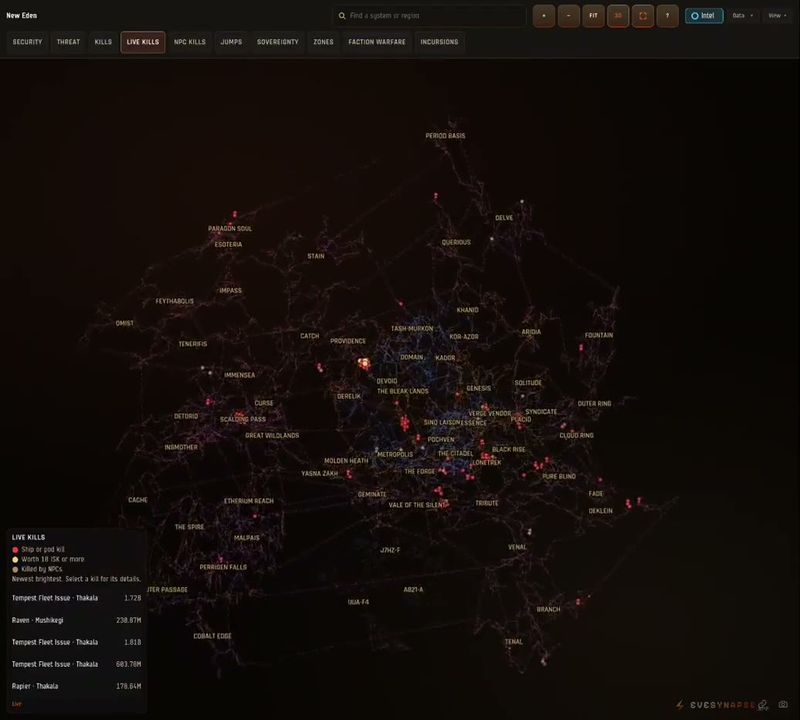 New Eden
Find a system or region
+
−
FIT
3D
?
Intel
Data
View
SECURITY
THREAT
KILLS
LIVE KILLS
NPC KILLS
JUMPS
SOVEREIGNTY
ZONES
FACTION WARFARE
INCURSIONS
PERIOD BASIS
DELVE
PARAGON SOUL
ESOTERIA
QUERIOUS
STAIN
IMPASS
FEYTHABOLIS
KHANID
OMIST
TASH-MURKON
ARIDIA
FOUNTAIN
CATCH
PROVIDENCE
KOR-AZOR
TENERIFIS
DOMAIN
KADOR
IMMENSEA
DEVOID
THE BLEAK LANDS
GENESIS
SOLITUDE
DERELIK
CURSE
OUTER RING
DETORID
SCALDING PASS
VERGE VENDOR
SYNDICATE
SINQ LAISON
ESSENCE
PLACID
GREAT WILDLANDS
POCHVEN
CLOUD RING
INSMOTHER
METROPOLIS
THE CITADEL
BLACK RISE
MOLDEN HEATH
LONETREK
YASNA ZAKH
THE FORGE
PURE BLIND
GEMINATE
FADE
CACHE
ETHERIUM REACH
VALE OF THE SILENT
TRIBUTE
DEKLEIN
THE SPIRE
MALPAIS
VENAL
J7HZ-F
PERRIGEN FALLS
OUTER PASSAGE
A821-A
UUA-F4
BRANCH
COBALT EDGE
TENAL
LIVE KILLS
Ship or pod kill
Worth 1B ISK or more
Killed by NPCs
Newest brightest. Select a kill for its details.
Tempest Fleet Issue · Thakala 1.72B
Raven · Mushikegi 230.87M
Tempest Fleet Issue · Thakala 1.01B
Tempest Fleet Issue · Thakala 603.76M
Rapier · Thakala 178.64M
Live
EVESYNAPSE